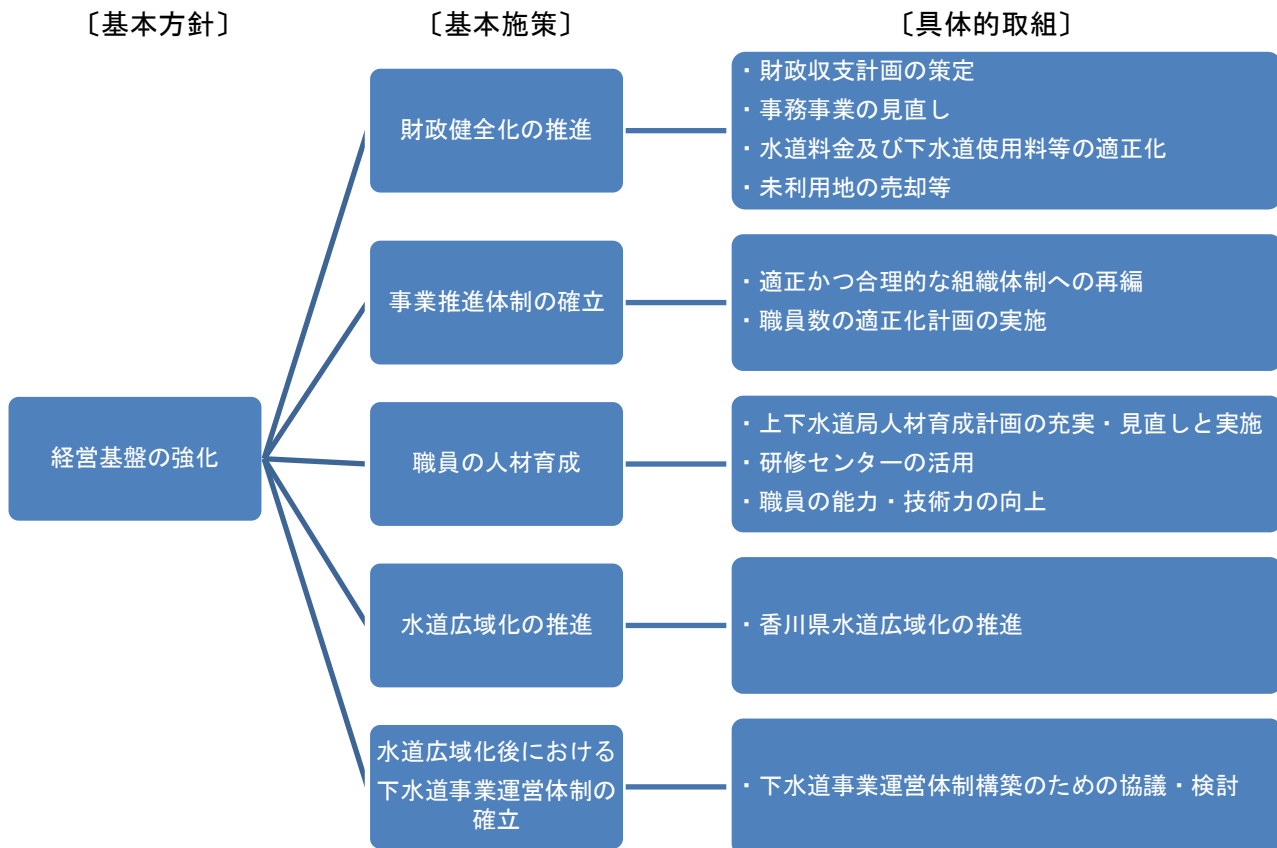 〔基本方針〕
〔基本施策〕
〔具体的取組〕
経営基盤の強化
財政健全化の推進
・財政収支計画の策定
・事務事業の見直し
・水道料金及び下水道使用料等の適正化
・未利用地の売却等
事業推進体制の確立
・適正かつ合理的な組織体制への再編
・職員数の適正化計画の実施
職員の人材育成
・上下水道局人材育成計画の充実・見直しと実施
・研修センターの活用
・職員の能力・技術力の向上
水道広域化の推進
・香川県水道広域化の推進
水道広域化後における
下水道事業運営体制の
確立
・下水道事業運営体制構築のための協議・検討